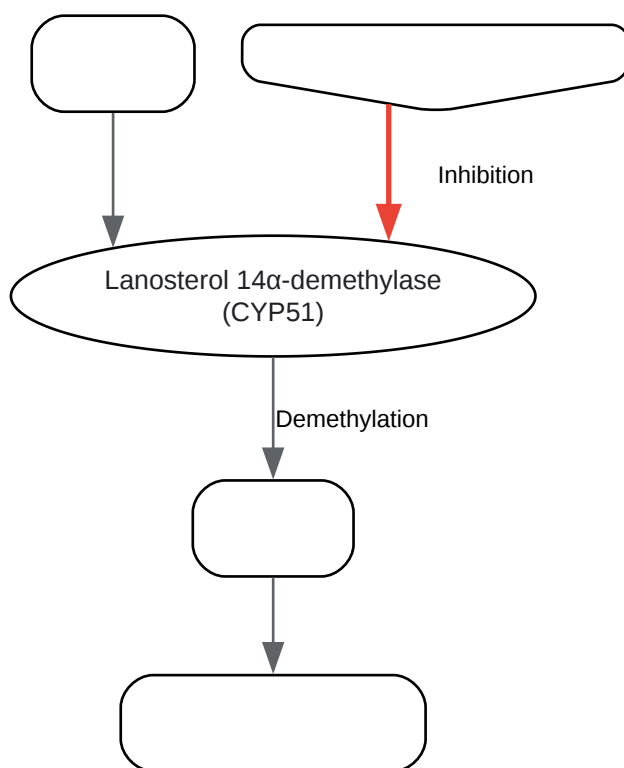 Inhibition
Lanosterol 14α-demethylase
(CYP51)
Demethylation